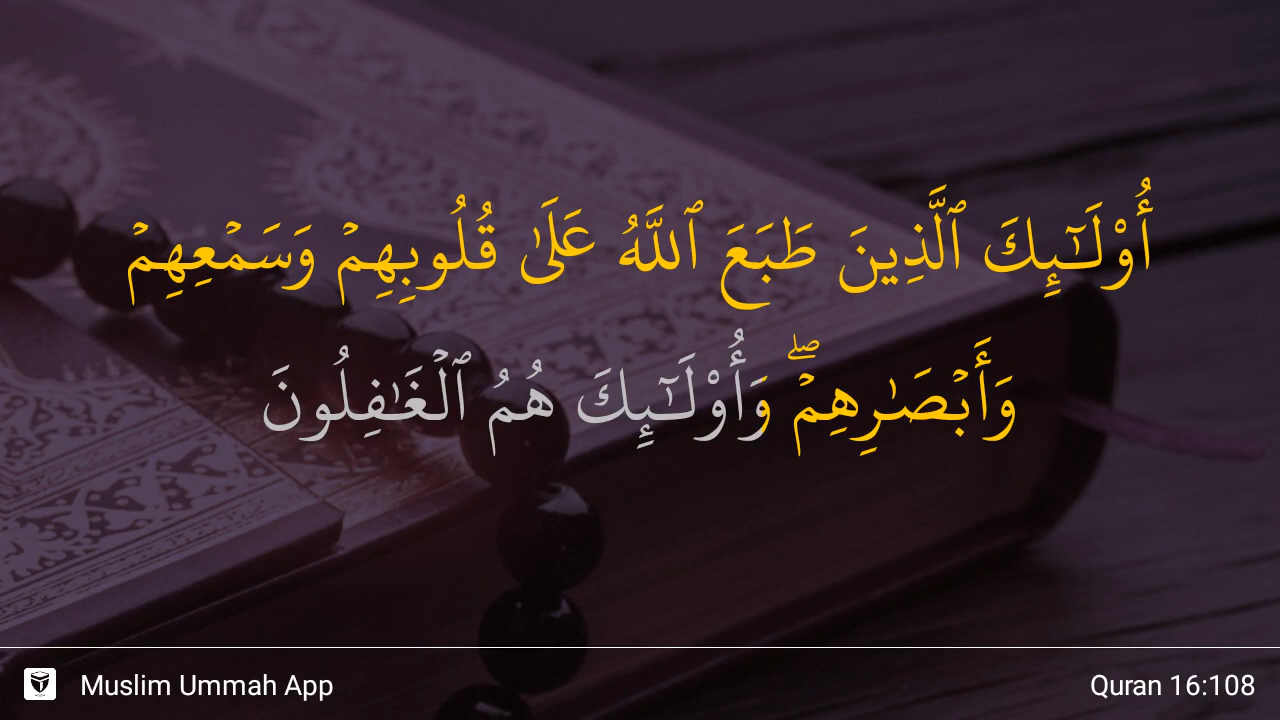 أُو۟لَـٰٓئِكَ ٱلَّذِينَ طَبَعَ ٱللَّهُ عَلَىٰ قُلُوبِهِمْ وَسَمْعِهِمْ
وَأَبْصَـٰرِهِمْ ۖ وَأُو۟لَـٰٓئِكَ هُمُ ٱلْغَـٰفِلُونَ
Muslim Ummah App
Quran 16:108